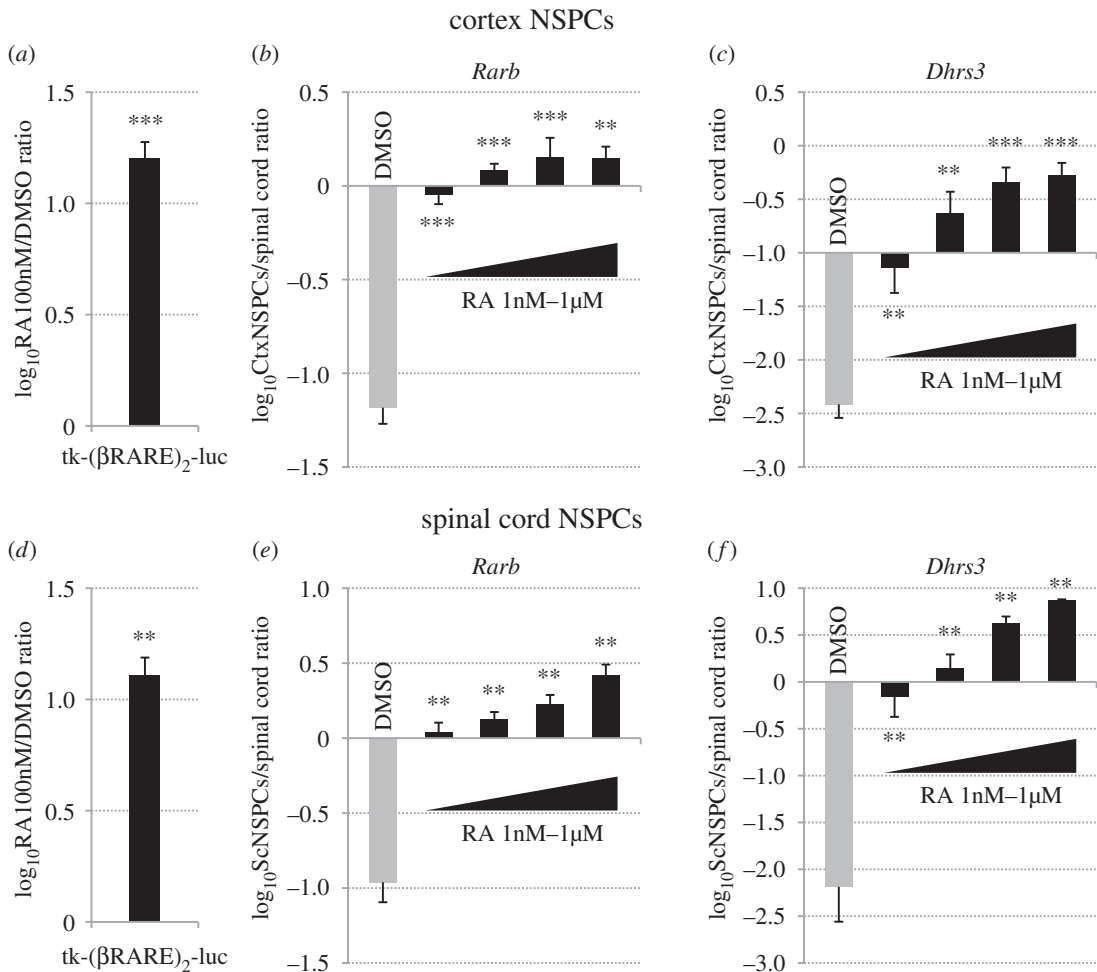 cortex NSPCs
(a)
1.5
1.0
0.5
0
log10RA100nM/DMSO ratio
***
tk-(βRARE)2-luc
(b)
Rarb
0.5
0
–0.5
–1.0
–1.5
log10CtxNSPCs/spinal cord ratio
DMSO
***
***
***
**
RA 1nM–1µM
(c)
Dhrs3
0.5
0
–0.5
–1.0
–1.5
–2.0
–2.5
–3.0
log10CtxNSPCs/spinal cord ratio
DMSO
**
**
***
***
RA 1nM–1µM
spinal cord NSPCs
(d)
1.5
1.0
0.5
0
log10RA100nM/DMSO ratio
**
tk-(βRARE)2-luc
(e)
Rarb
1.0
0.5
0
–0.5
–1.0
–1.5
log10ScNSPCs/spinal cord ratio
DMSO
**
**
**
**
RA 1nM–1µM
(f)
Dhrs3
1.0
0.5
0
–0.5
–1.0
–1.5
–2.0
–2.5
–3.0
log10ScNSPCs/spinal cord ratio
DMSO
**
**
**
**
RA 1nM–1µM